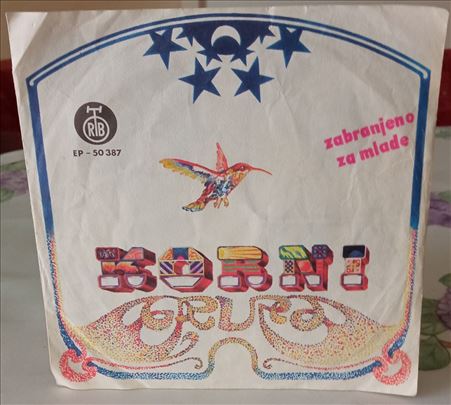 RTB
EP - 50 387
zabranjeno
za mlade
KORNI
GRUPA